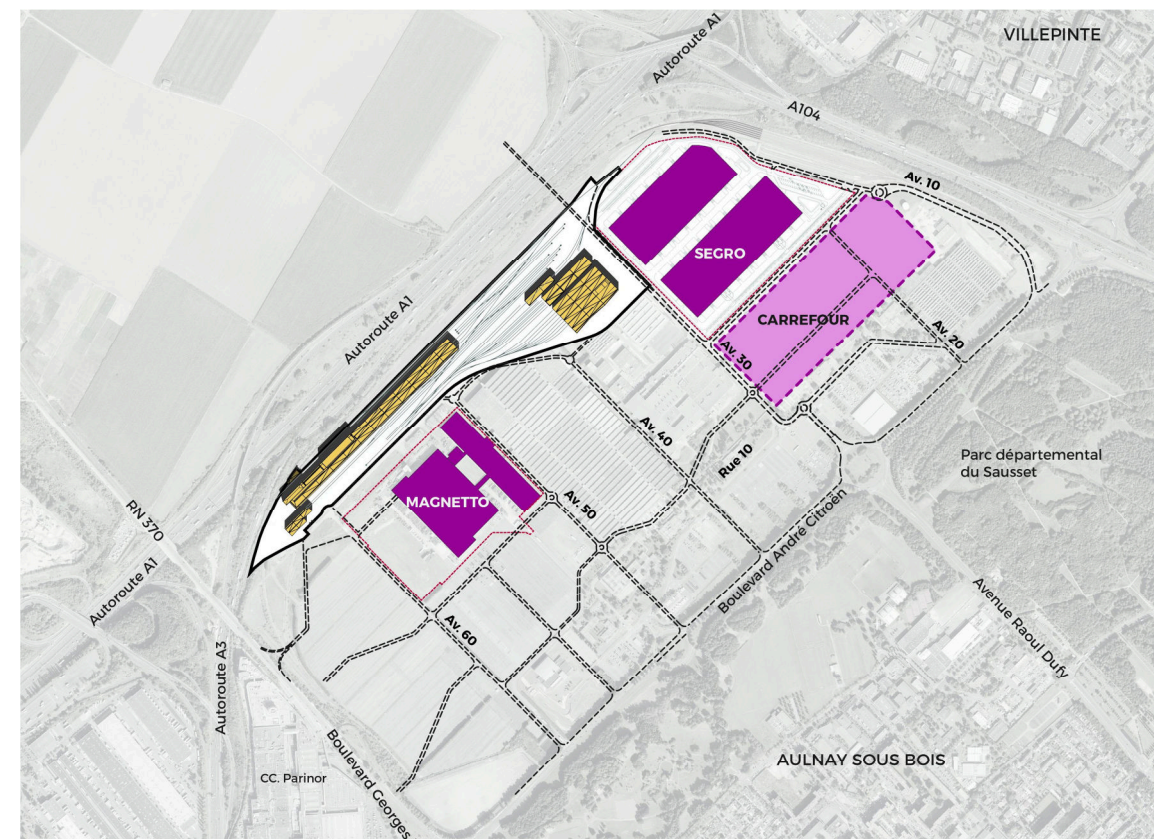 VILLEPINTE
Autoroute A1
A104
Av. 10
SEGRO
CARREFOUR
Autoroute A1
Av. 20
Av. 30
Av. 40
Rue 10
Parc départemental
du Sausset
MAGNETTO
Av. 50
RN 370
Boulevard André Citroën
Autoroute A1
Avenue Raoul Dufy
Av. 60
Autoroute A3
AULNAY SOUS BOIS
CC. Parinor
Boulevard Georges